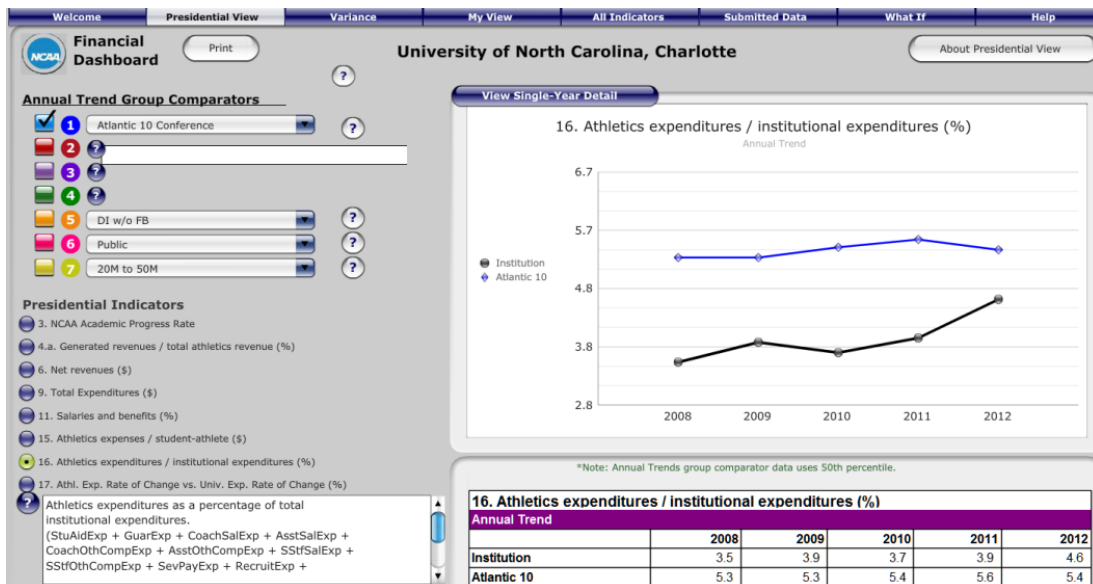 Welcome Presidential View Variance My View All Indicators Submitted Data What If Help
NCAA
Financial
Dashboard
Print
University of North Carolina, Charlotte
About Presidential View
?
Annual Trend Group Comparators
1 Atlantic 10 Conference ?
2 ?
3 ?
4 ?
5 DI w/o FB ?
6 Public ?
7 20M to 50M ?
Presidential Indicators
3. NCAA Academic Progress Rate
4.a. Generated revenues / total athletics revenue (%)
6. Net revenues ($)
9. Total Expenditures ($)
11. Salaries and benefits (%)
15. Athletics expenses / student-athlete ($)
16. Athletics expenditures / institutional expenditures (%)
17. Athl. Exp. Rate of Change vs. Univ. Exp. Rate of Change (%)
?
Athletics expenditures as a percentage of total
institutional expenditures.
(StuAidExp + GuarExp + CoachSalExp + AsstSalExp +
CoachOthCompExp + AsstOthCompExp + SStfSalExp +
SStfOthCompExp + SevPayExp + RecruitExp +
View Single-Year Detail
16. Athletics expenditures / institutional expenditures (%)
Annual Trend
6.7
5.7
4.8
3.8
2.8
Institution
Atlantic 10
2008 2009 2010 2011 2012
*Note: Annual Trends group comparator data uses 50th percentile.
16. Athletics expenditures / institutional expenditures (%)
Annual Trend
2008 2009 2010 2011 2012
Institution 3.5 3.9 3.7 3.9 4.6
Atlantic 10 5.3 5.3 5.4 5.6 5.4